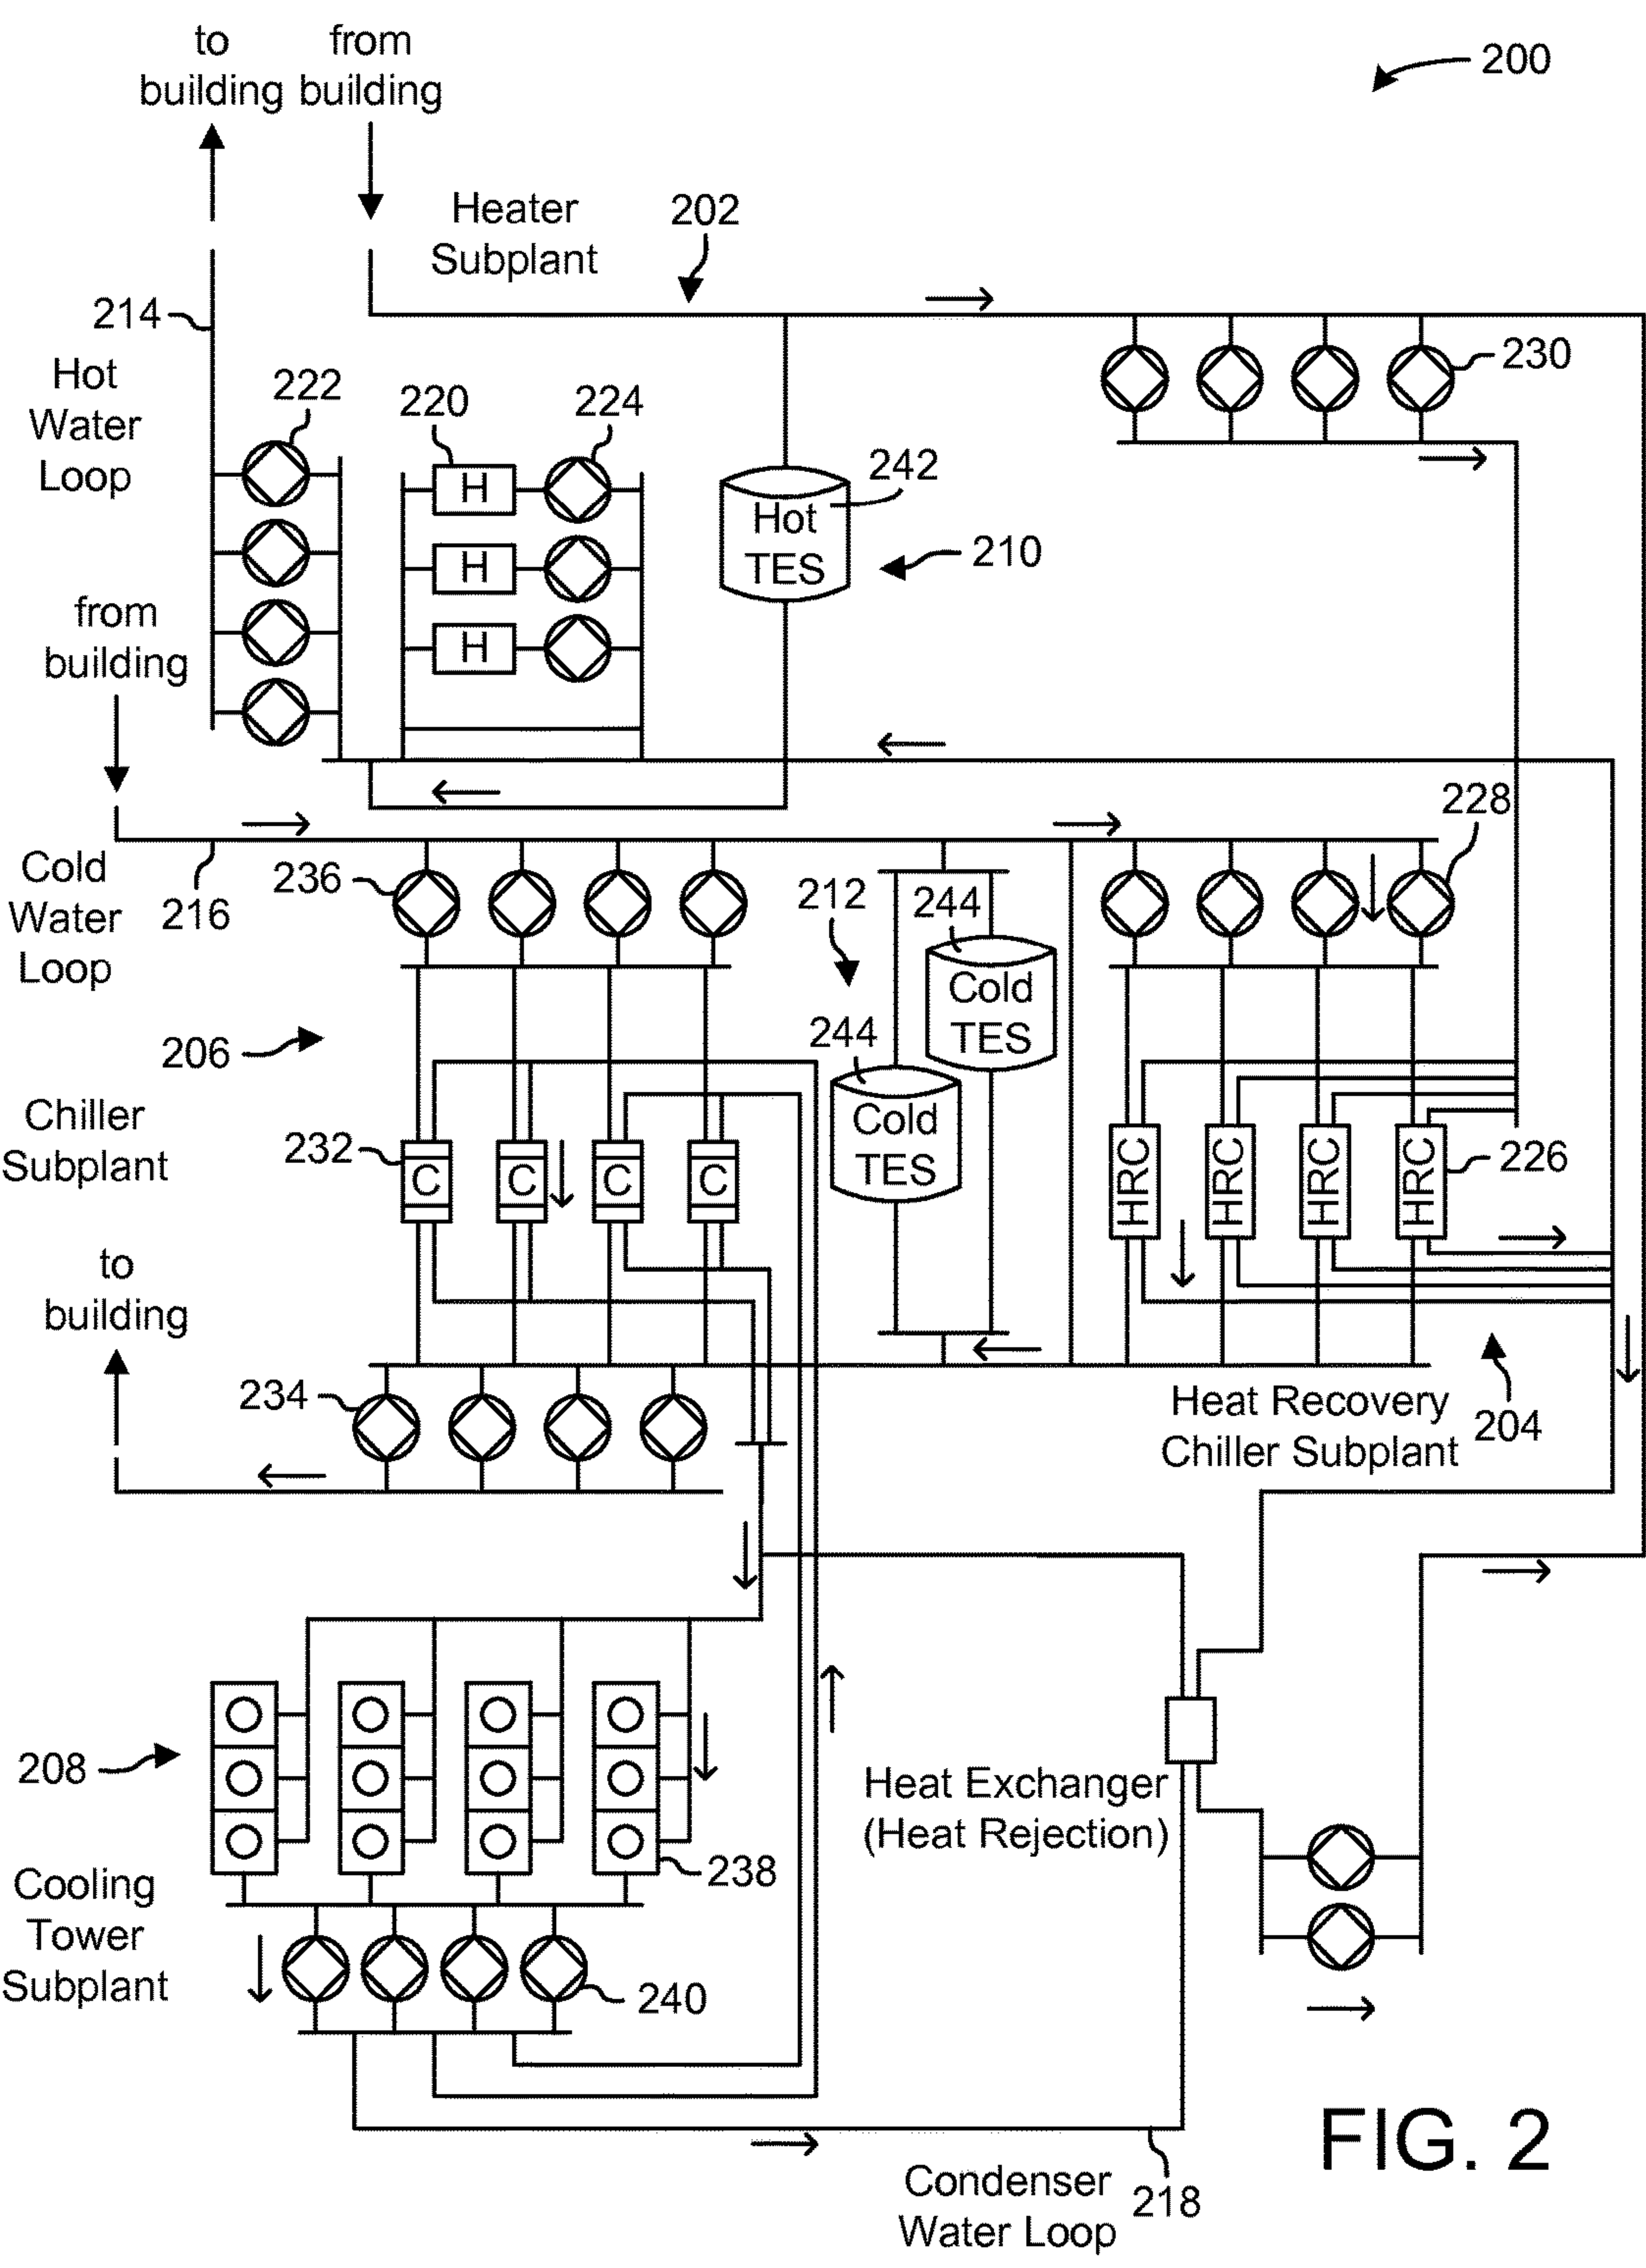 to
building
from
building
200
Heater
Subplant
202
214
Hot
Water
Loop
222
220
224
230
H
H
H
242
Hot
TES
210
from
building
228
Cold
Water
Loop
216
236
212
244
Cold
TES
244
Cold
TES
206
Chiller
Subplant
232
C
C
C
C
HRC
HRC
HRC
HRC
226
to
building
234
Heat Recovery
Chiller Subplant
204
208
Heat Exchanger
(Heat Rejection)
238
Cooling
Tower
Subplant
240
FIG. 2
Condenser
Water Loop
218